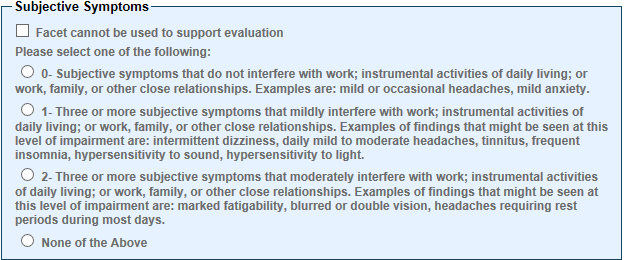 Subjective Symptoms
Facet cannot be used to support evaluation
Please select one of the following:
0- Subjective symptoms that do not interfere with work; instrumental activities of daily living; or
work, family, or other close relationships. Examples are: mild or occasional headaches, mild anxiety.
1- Three or more subjective symptoms that mildly interfere with work; instrumental activities of
daily living; or work, family, or other close relationships. Examples of findings that might be seen at this
level of impairment are: intermittent dizziness, daily mild to moderate headaches, tinnitus, frequent
insomnia, hypersensitivity to sound, hypersensitivity to light.
2- Three or more subjective symptoms that moderately interfere with work; instrumental activities
of daily living; or work, family, or other close relationships. Examples of findings that might be seen at
this level of impairment are: marked fatigability, blurred or double vision, headaches requiring rest
periods during most days.
None of the Above